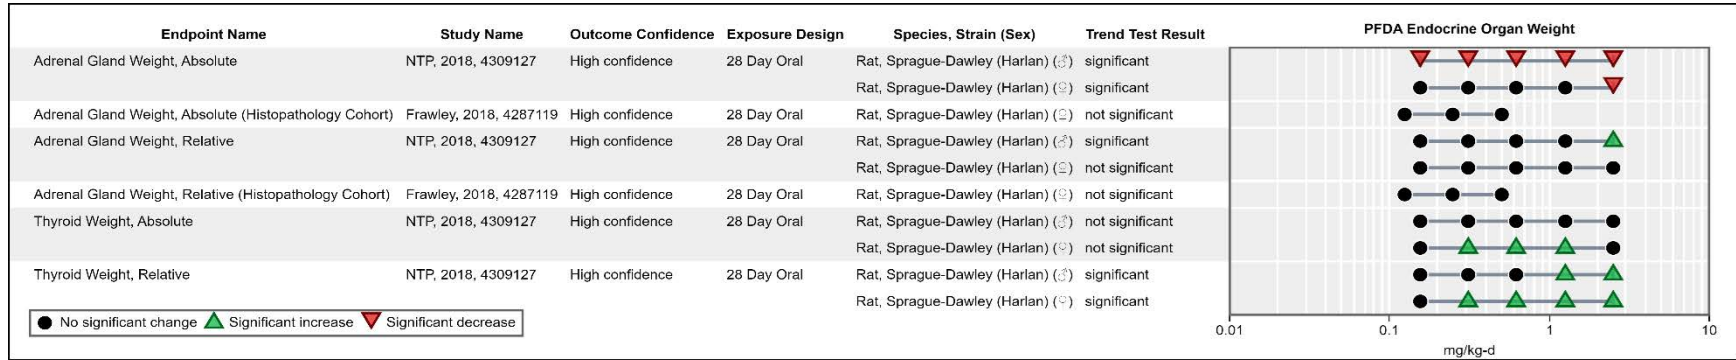 PFDA Endocrine Organ Weight
Endpoint Name Study Name Outcome Confidence Exposure Design Species, Strain (Sex) Trend Test Result
Adrenal Gland Weight, Absolute NTP, 2018, 4309127 High confidence 28 Day Oral Rat, Sprague-Dawley (Harlan) (♂) significant
Rat, Sprague-Dawley (Harlan) (♀) significant
Adrenal Gland Weight, Absolute (Histopathology Cohort) Frawley, 2018, 4287119 High confidence 28 Day Oral Rat, Sprague-Dawley (Harlan) (♀) not significant
Adrenal Gland Weight, Relative NTP, 2018, 4309127 High confidence 28 Day Oral Rat, Sprague-Dawley (Harlan) (♂) significant
Rat, Sprague-Dawley (Harlan) (♀) not significant
Adrenal Gland Weight, Relative (Histopathology Cohort) Frawley, 2018, 4287119 High confidence 28 Day Oral Rat, Sprague-Dawley (Harlan) (♀) not significant
Thyroid Weight, Absolute NTP, 2018, 4309127 High confidence 28 Day Oral Rat, Sprague-Dawley (Harlan) (♂) not significant
Rat, Sprague-Dawley (Harlan) (♀) not significant
Thyroid Weight, Relative NTP, 2018, 4309127 High confidence 28 Day Oral Rat, Sprague-Dawley (Harlan) (♂) significant
Rat, Sprague-Dawley (Harlan) (♀) significant
No significant change Significant increase Significant decrease
0.01 0.1 1 10
mg/kg-d